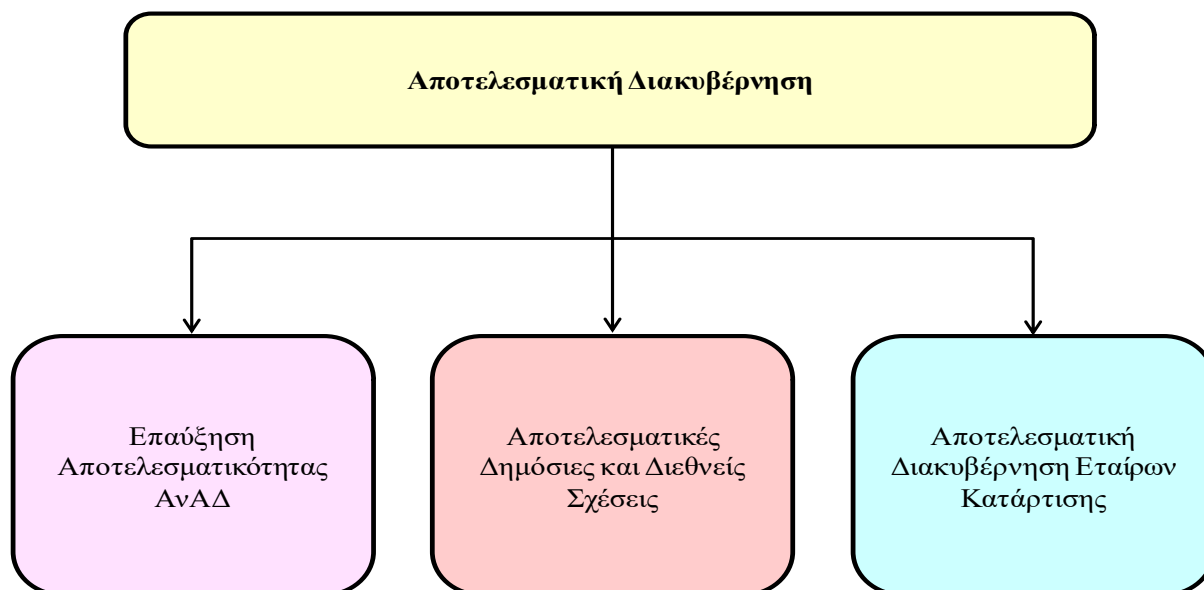 Αποτελεσματική Διακυβέρνηση
Επαύξηση
Αποτελεσματικότητας
ΑνΑΔ
Αποτελεσματικές
Δημόσιες και Διεθνείς
Σχέσεις
Αποτελεσματική
Διακυβέρνηση Εταίρων
Κατάρτισης